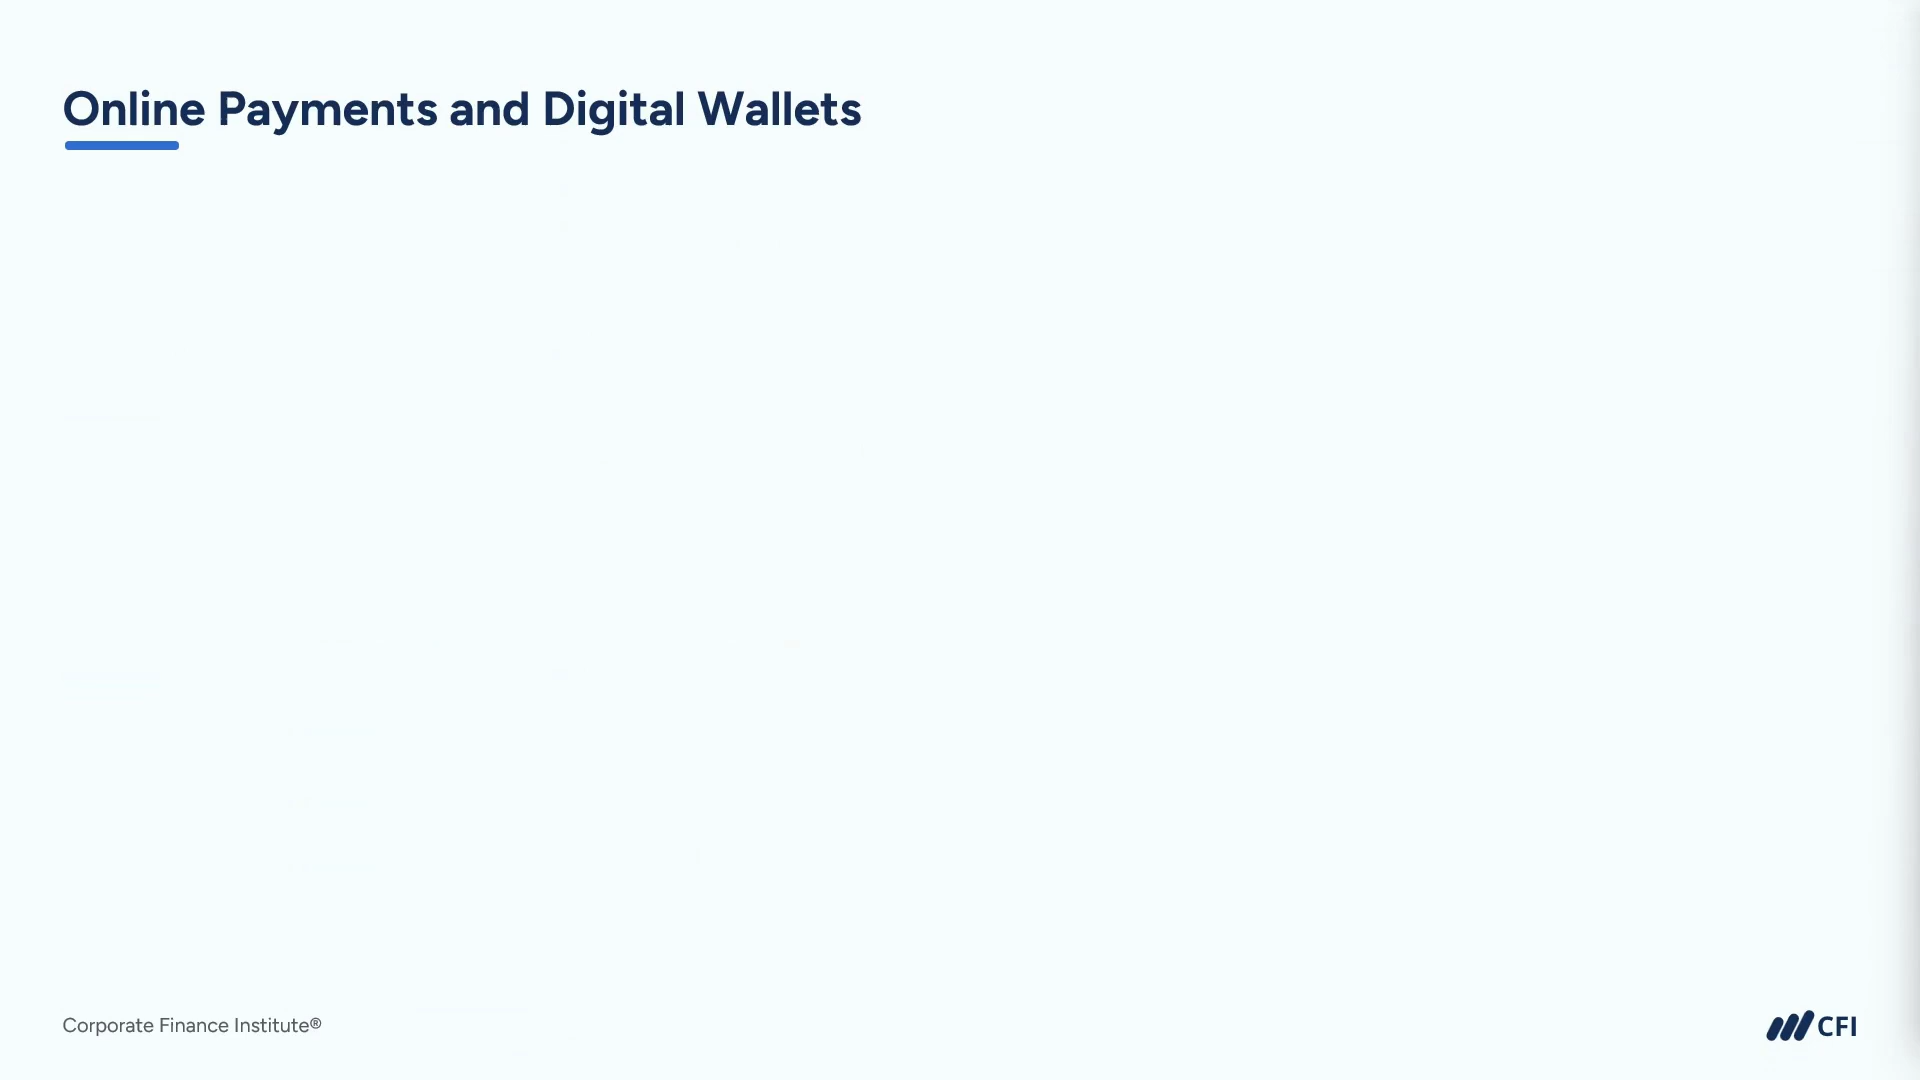 Online Payments and Digital Wallets
Corporate Finance Institute®
CFI